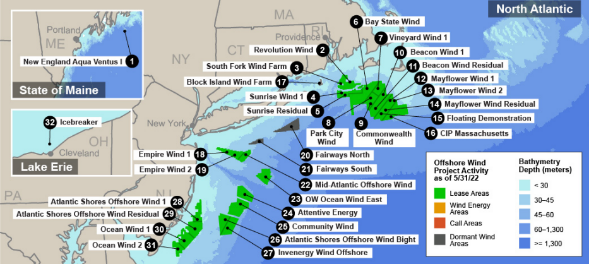 North Atlantic
MA
Portland
ME
New England Aqua Ventus I
1
State of Maine
NY
CT
RI
Providence
6
Bay State Wind
7
Vineyard Wind 1
Revolution Wind
2
10
Beacon Wind 1
South Fork Wind Farm
3
11
Beacon Wind Residual
Block Island Wind Farm
17
12
Mayflower Wind 1
13
Mayflower Wind 2
Sunrise Wind 1
4
14
Mayflower Wind Residual
Sunrise Residual
5
15
Floating Demonstration
8
Park City
Wind
9
Commonwealth
Wind
16
CIP Massachusetts
32
Icebreaker
OH
Cleveland
Lake Erie
New York
PA
NJ
Empire Wind 1
18
Empire Wind 2
19
20
Fairways North
21
Fairways South
22
Mid-Atlantic Offshore Wind
23
OW Ocean Wind East
24
Attentive Energy
25
Community Wind
26
Atlantic Shores Offshore Wind Bight
27
Invenergy Wind Offshore
Atlantic Shores Offshore Wind 1
28
Atlantic Shores Offshore Wind Residual
29
Ocean Wind 1
30
Ocean Wind 2
31
Offshore Wind
Project Activity
as of 5/31/22
Lease Areas
Wind Energy
Areas
Call Areas
Dormant Wind
Areas
Bathymetry
Depth (meters)
< 30
30–45
45–60
60–1,300
>= 1,300